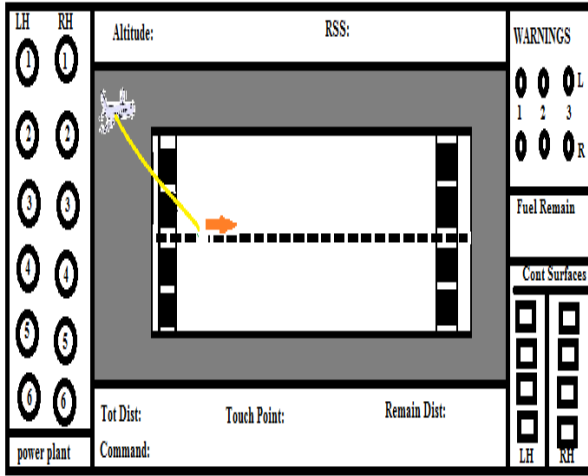 LH RH
1 1
2 2
3 3
4 4
5 5
6 6
power plant
Altitude: RSS:
Tot Dist: Touch Point: Remain Dist:
Command:
WARNINGS
L
1 2 3
R
Fuel Remain
Cont Surfaces
LH RH